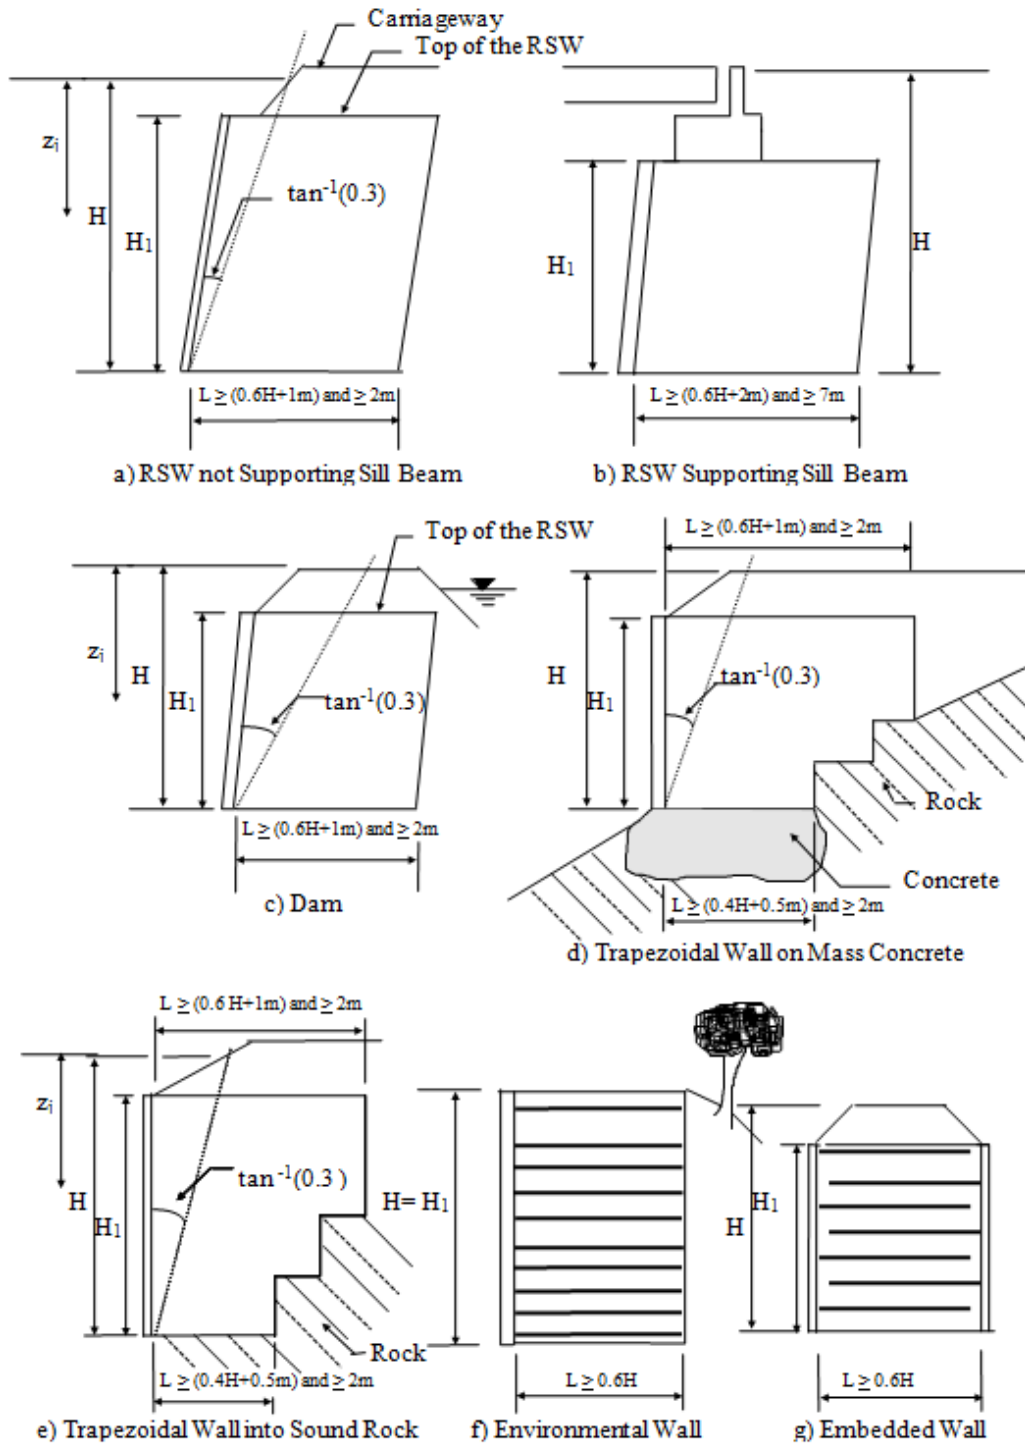 Carriageway
Top of the RSW
zi
H
H1
tan-1(0.3)
L ≥ (0.6H+1m) and ≥ 2m
a) RSW not Supporting Sill Beam
H1
H
L ≥ (0.6H+2m) and ≥ 7m
b) RSW Supporting Sill Beam
Top of the RSW
zi
H
H1
tan-1(0.3)
L ≥ (0.6H+1m) and ≥ 2m
c) Dam
L ≥ (0.6H+1m) and ≥ 2m
H
H1
tan-1(0.3)
Rock
Concrete
L ≥ (0.4H+0.5m) and ≥ 2m
d) Trapezoidal Wall on Mass Concrete
L ≥ (0.6 H+1m) and ≥ 2m
zi
H
H1
tan-1(0.3 )
Rock
L ≥ (0.4H+0.5m) and ≥ 2m
e) Trapezoidal Wall into Sound Rock
H= H1
L ≥ 0.6H
f) Environmental Wall
H1
H
L ≥ 0.6H
g) Embedded Wall